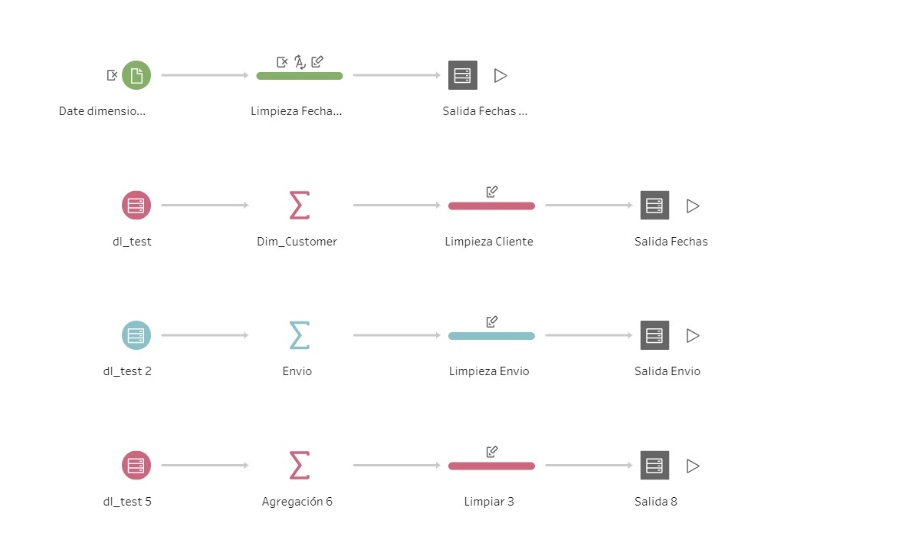 Date dimensio...
Limpieza Fecha...
Salida Fechas ...
dl_test
Dim_Customer
Limpieza Cliente
Salida Fechas
dl_test 2
Envio
Limpieza Envio
Salida Envio
dl_test 5
Agregación 6
Limpiar 3
Salida 8